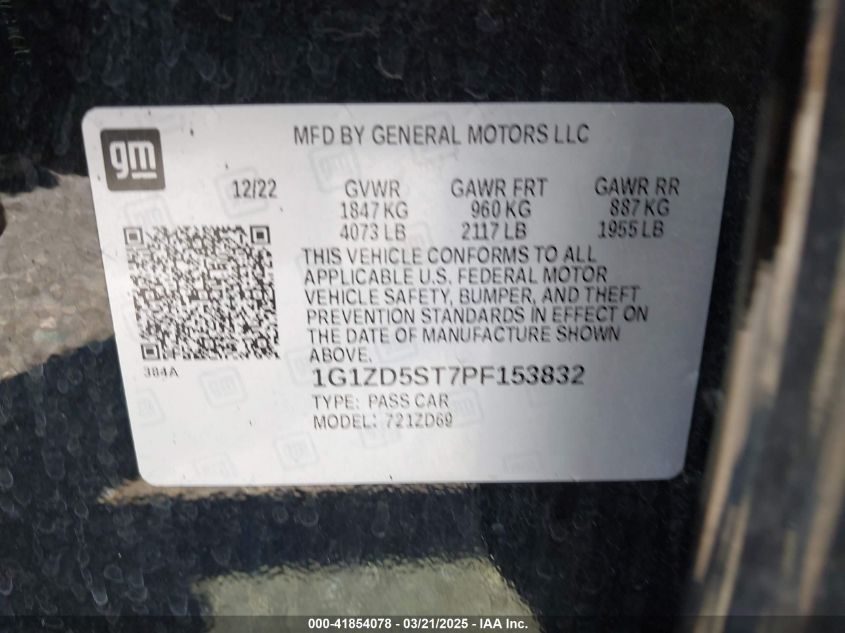 gm
MFD BY GENERAL MOTORS LLC
12/22 GVWR GAWR FRT GAWR RR
1847 KG 960 KG 887 KG
4073 LB 2117 LB 1955 LB
THIS VEHICLE CONFORMS TO ALL
APPLICABLE U.S. FEDERAL MOTOR
VEHICLE SAFETY, BUMPER, AND THEFT
PREVENTION STANDARDS IN EFFECT ON
THE DATE OF MANUFACTURE SHOWN
ABOVE.
384A
1G1ZD5ST7PF153832
TYPE: PASS CAR
MODEL: 721ZD69
000-41854078 - 03/21/2025 - IAA Inc.